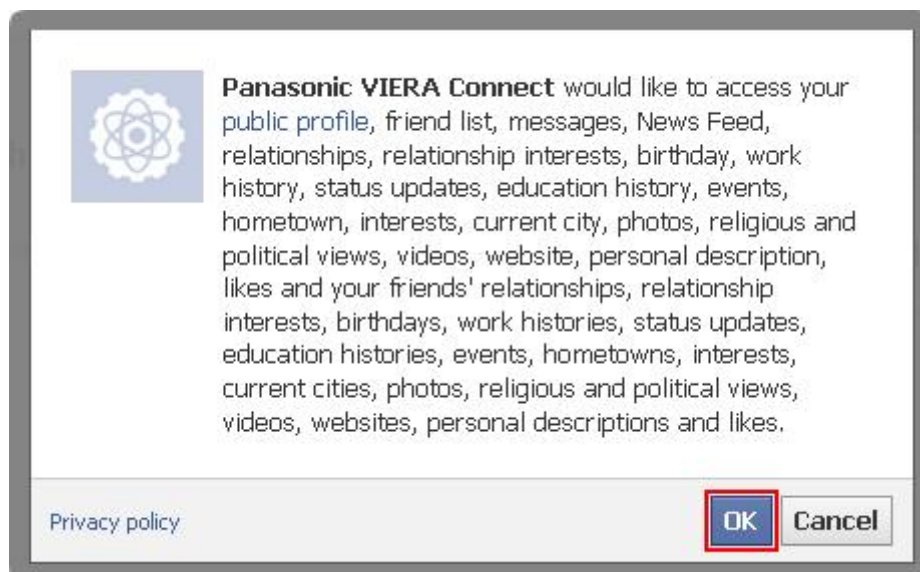 Panasonic VIERA Connect would like to access your
public profile, friend list, messages, News Feed,
relationships, relationship interests, birthday, work
history, status updates, education history, events,
hometown, interests, current city, photos, religious and
political views, videos, website, personal description,
likes and your friends' relationships, relationship
interests, birthdays, work histories, status updates,
education histories, events, hometowns, interests,
current cities, photos, religious and political views,
videos, websites, personal descriptions and likes.
Privacy policy
OK
Cancel